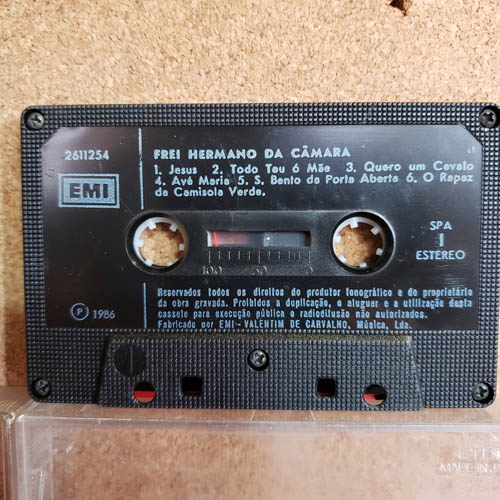 2611254
FREI HERMANO DA CÂMARA
1. Jesus 2. Todo Teu ó Mãe 3. Quero um Cavalo
4. Avé Maria 5. S. Bento da Porta Aberta 6. O Rapaz
da Camisola Verde.
EMI
SPA
1
ESTÉREO
100 50 0
Reservados todos os direitos do produtor fonográfico e do proprietário
da obra gravada. Proibidos a duplicação, o aluguer e a utilização desta
cassete para execução pública e radiodifusão não autorizados.
Fabricado por EMI-VALENTIM DE CARVALHO, Música, Lda.
Ⓟ 1986
MADE IN